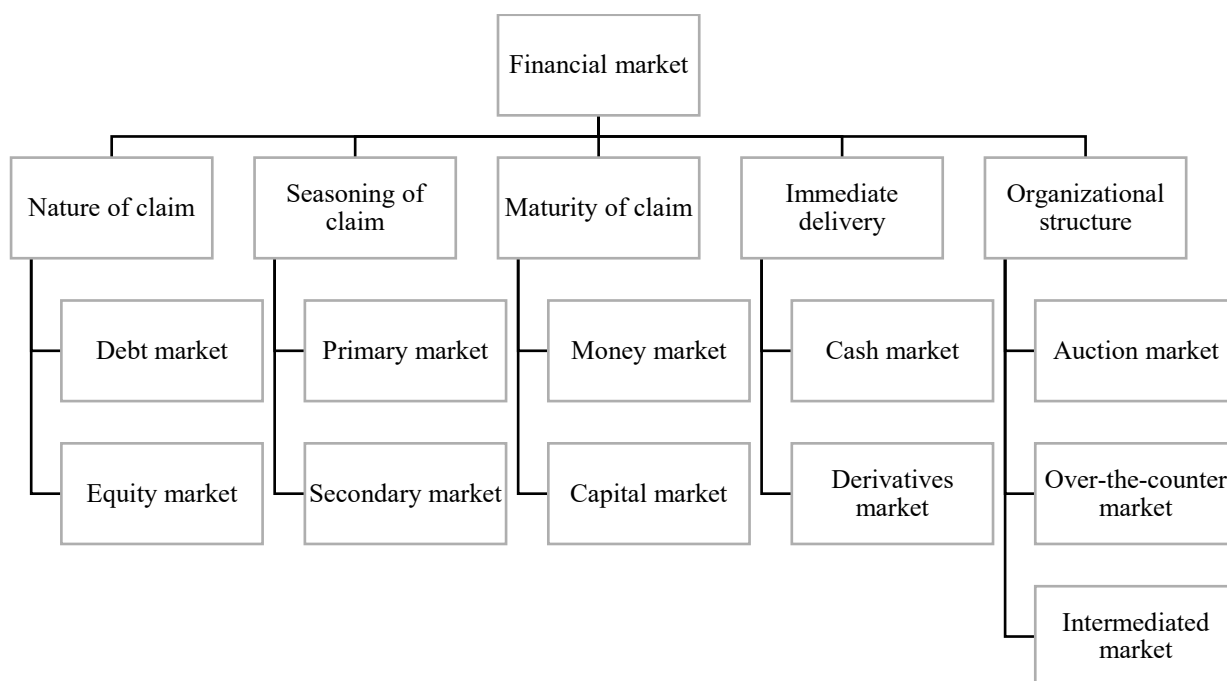 Financial market
Nature of claim
Seasoning of
claim
Maturity of claim
Immediate
delivery
Organizational
structure
Debt market
Primary market
Money market
Cash market
Auction market
Equity market
Secondary market
Capital market
Derivatives
market
Over-the-counter
market
Intermediated
market